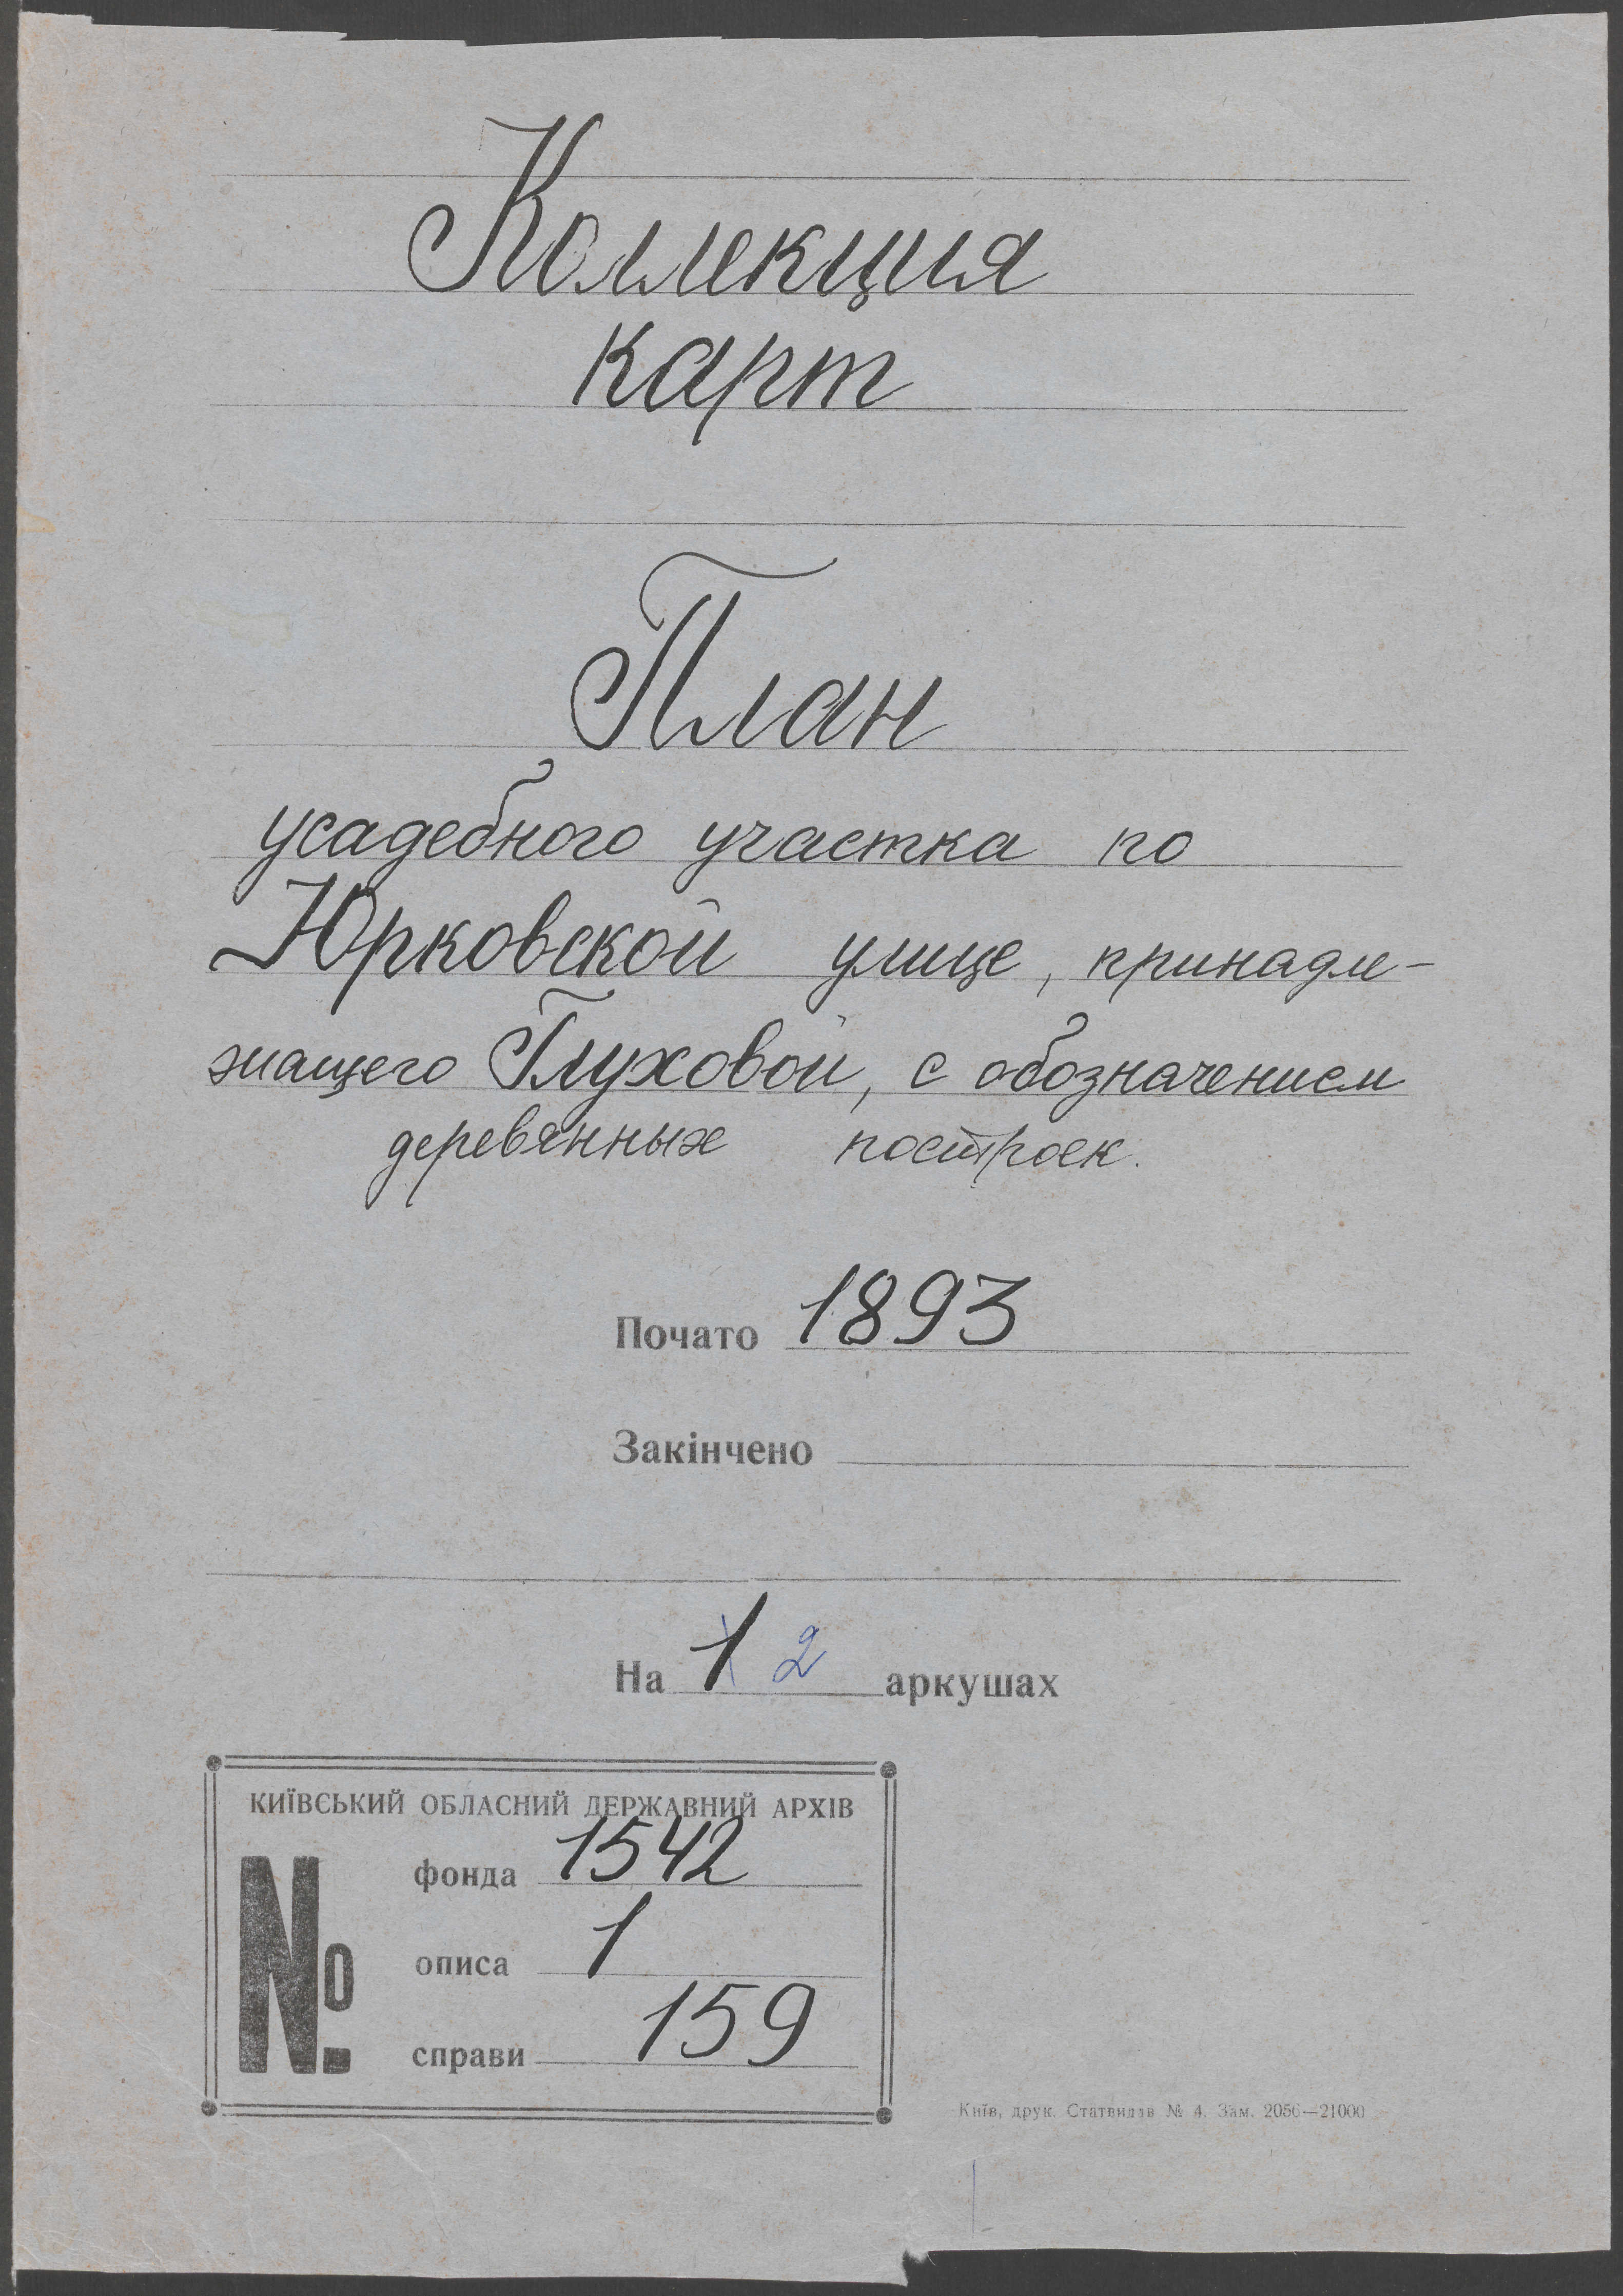 Коллекция
карт
План
усадебного участка по
Юрковской улице, принадле-
жащего Глуховой, с обозначением
деревянных построек.
Почато 1893
Закінчено
На 1 2 аркушах
КИЇВСЬКИЙ ОБЛАСНИЙ ДЕРЖАВНИЙ АРХІВ
№
фонда 1542
описа 1
справи 159
Київ, друк. Статвидав № 4. Зам. 2056—21000